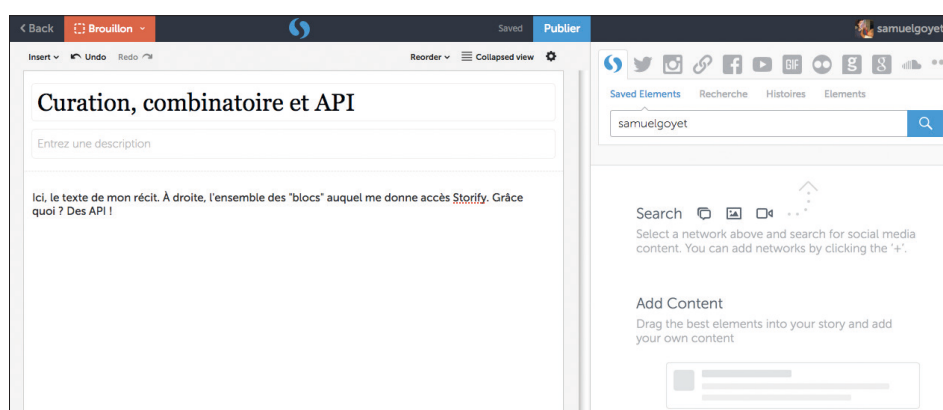 Back Brouillon Saved Publier samuelgoyet
Insert Undo Redo Reorder Collapsed view
GIF
Saved Elements Recherche Histoires Elements
samuelgoyet
Curation, combinatoire et API
Entrez une description
Ici, le texte de mon récit. À droite, l'ensemble des "blocs" auquel me donne accès Storify. Grâce
quoi ? Des API !
Search
Select a network above and search for social media
content. You can add networks by clicking the '+'.
Add Content
Drag the best elements into your story and add
your own content